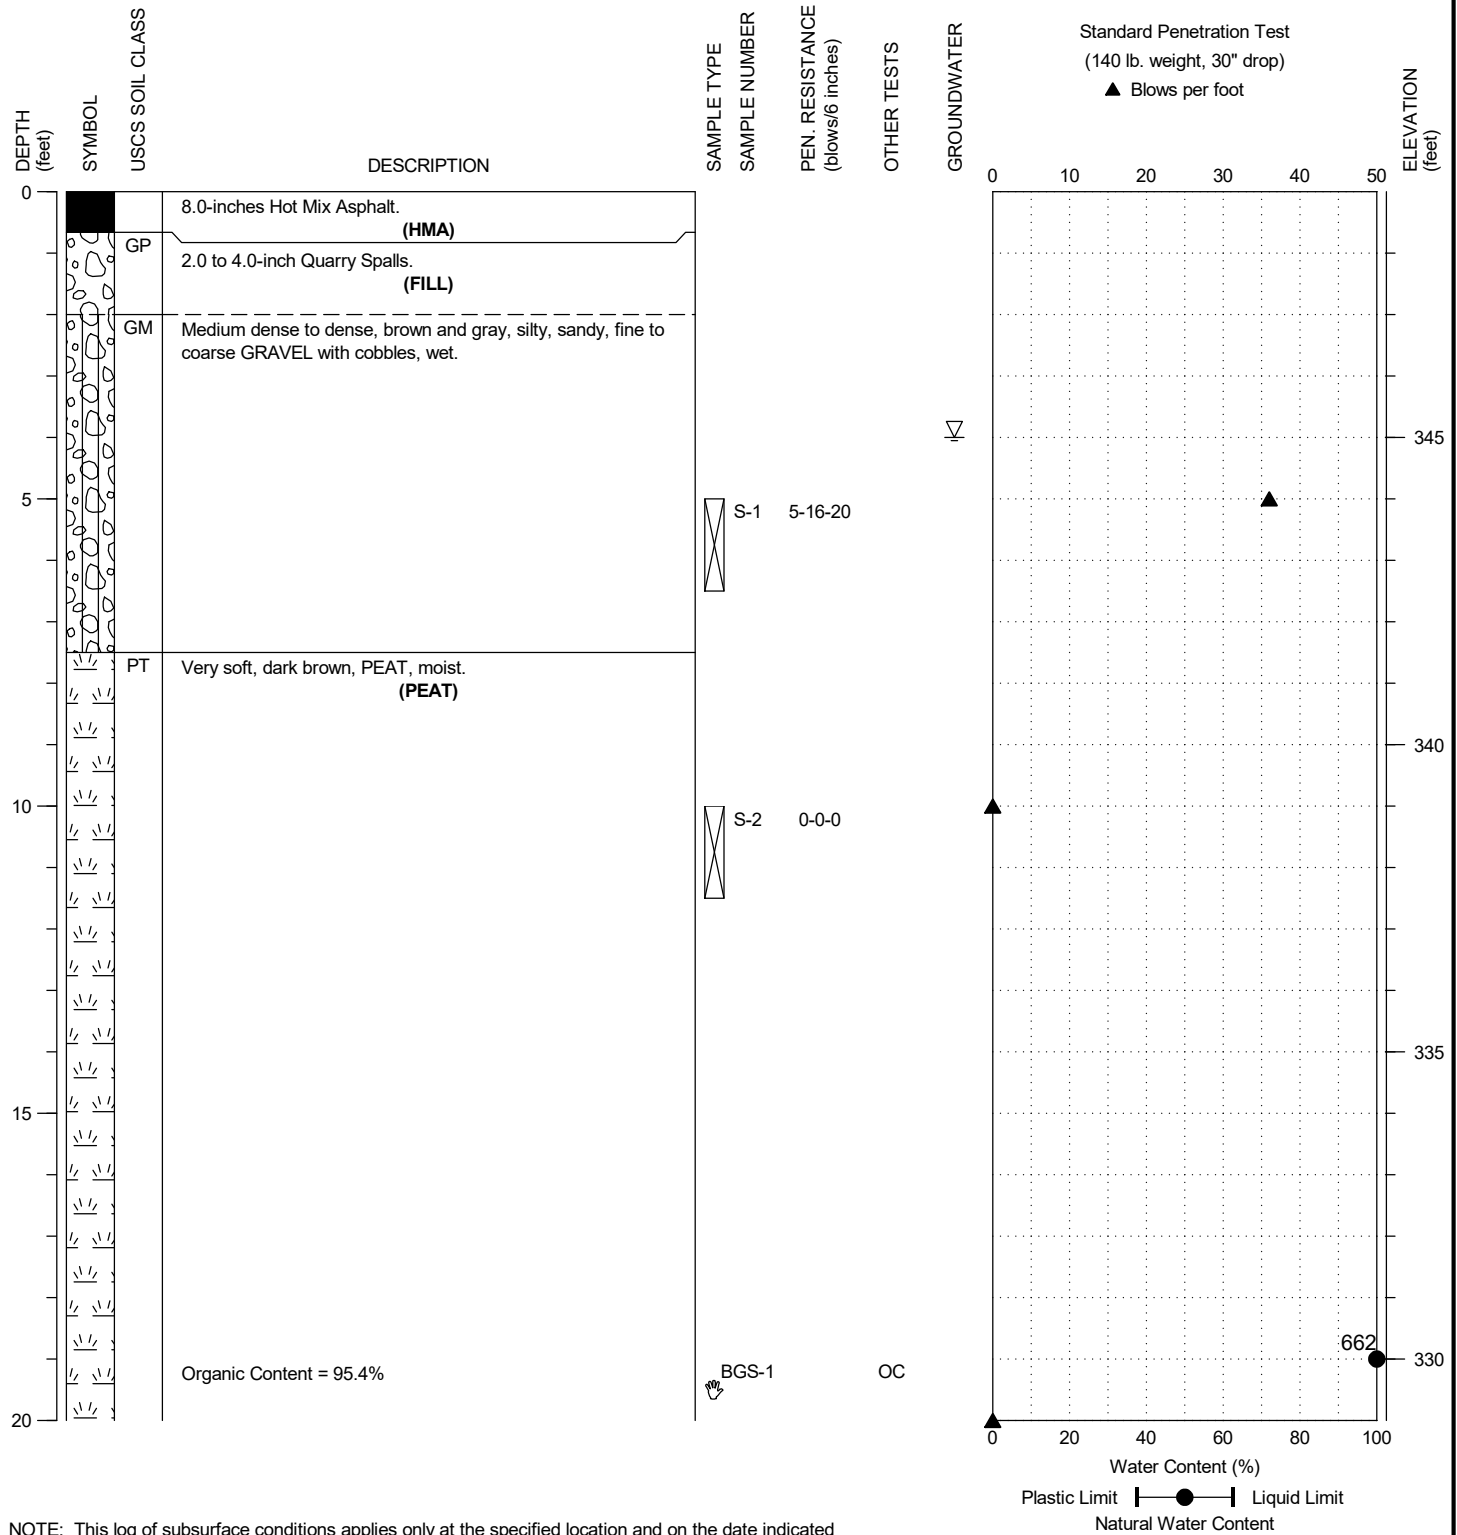 DEPTH
(feet)
SYMBOL
USCS SOIL CLASS
DESCRIPTION
SAMPLE TYPE
SAMPLE NUMBER
PEN. RESISTANCE
(blows/6 inches)
OTHER TESTS
GROUNDWATER
Standard Penetration Test
(140 lb. weight, 30" drop)
▲ Blows per foot
ELEVATION
(feet)
0 10 20 30 40 50
0
8.0-inches Hot Mix Asphalt.
(HMA)
GP
2.0 to 4.0-inch Quarry Spalls.
(FILL)
GM
Medium dense to dense, brown and gray, silty, sandy, fine to
coarse GRAVEL with cobbles, wet.
345
5
S-1 5-16-20
PT
Very soft, dark brown, PEAT, moist.
(PEAT)
340
10
S-2 0-0-0
335
15
662
330
Organic Content = 95.4%
BGS-1 OC
20
0 20 40 60 80 100
Water Content (%)
Plastic Limit Liquid Limit
Natural Water Content
NOTE: This log of subsurface conditions applies only at the specified location and on the date indicated